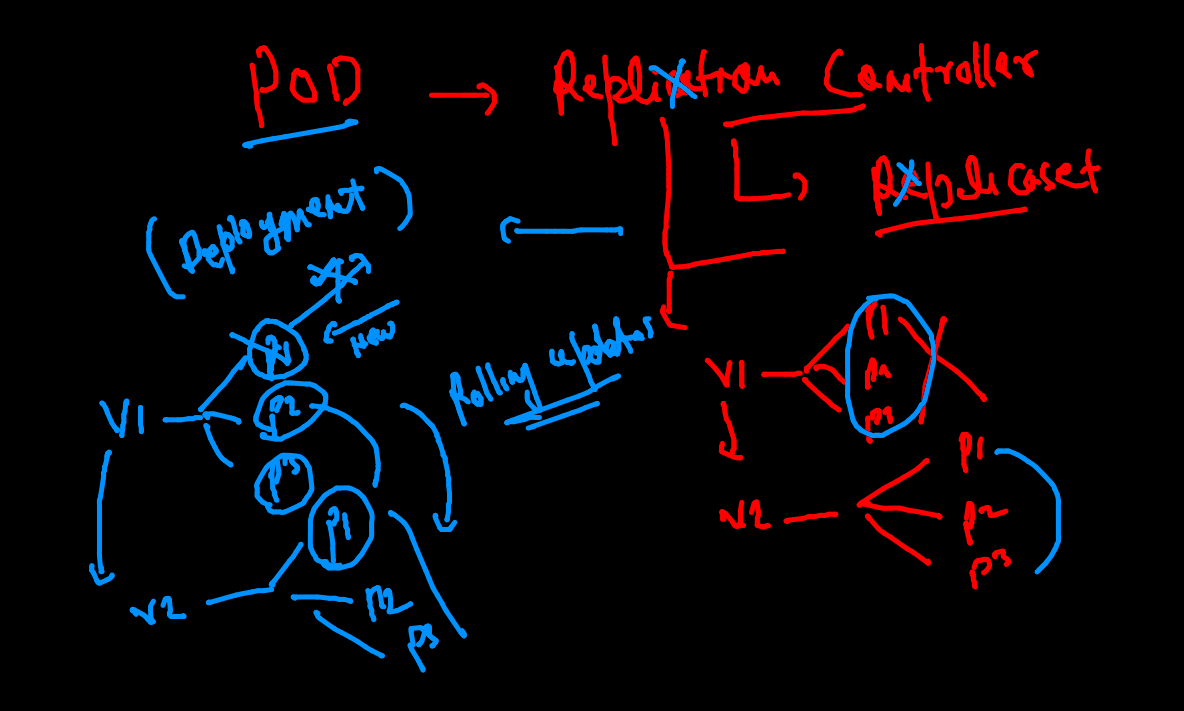 POD → Replication Controller
Replicaset
(Deployment)
New
Rolling updates
V1
P1
P2
P3
P1
V2
P2
P3
V1
P1
P2
P3
V2
P1
P2
P3